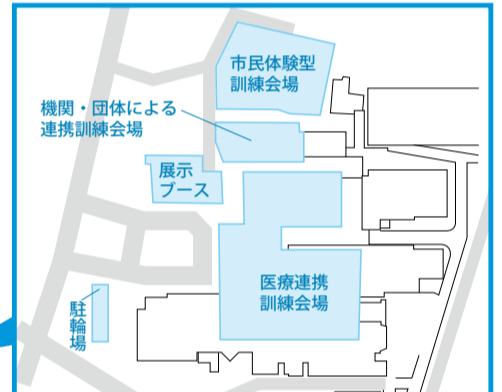 市民体験型
訓練会場
機関・団体による
連携訓練会場
展示
ブース
医療連携
訓練会場
駐輪場